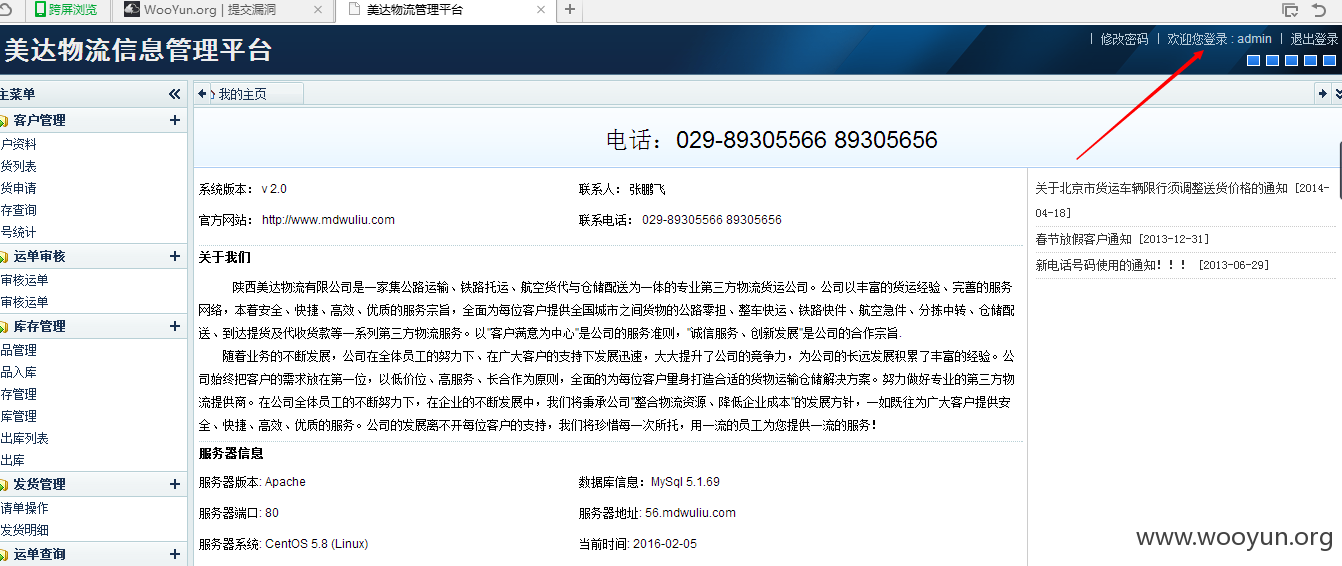 跨屏浏览
WooYun.org | 提交漏洞
美达物流管理平台
美达物流信息管理平台
| 修改密码 | 欢迎您登录 : admin | 退出登录
主菜单
我的主页
客户管理
户资料
货列表
货申请
存查询
号统计
运单审核
审核运单
审核运单
库存管理
品管理
品入库
存管理
库管理
出库列表
出库
发货管理
请单操作
发货明细
运单查询
电话：029-89305566 89305656
系统版本： v 2.0
联系人： 张鹏飞
官方网站： http://www.mdwuliu.com
联系电话： 029-89305566 89305656
关于我们
陕西美达物流有限公司是一家集公路运输、铁路托运、航空货代与仓储配送为一体的专业第三方物流货运公司。公司以丰富的货运经验、完善的服务
网络，本着安全、快捷、高效、优质的服务宗旨，全面为每位客户提供全国城市之间货物的公路零担、整车快运、铁路快件、航空急件、分拣中转、仓储配
送、到达提货及代收货款等一系列第三方物流服务。以"客户满意为中心"是公司的服务准则，"诚信服务、创新发展"是公司的合作宗旨.
随着业务的不断发展，公司在全体员工的努力下、在广大客户的支持下发展迅速，大大提升了公司的竞争力，为公司的长远发展积累了丰富的经验。公
司始终把客户的需求放在第一位，以低价位、高服务、长合作为原则，全面的为每位客户量身打造合适的货物运输仓储解决方案。努力做好专业的第三方物
流提供商。在公司全体员工的不断努力下，在企业的不断发展中，我们将秉承公司"整合物流资源、降低企业成本"的发展方针，一如既往为广大客户提供安
全、快捷、高效、优质的服务。公司的发展离不开每位客户的支持，我们将珍惜每一次所托，用一流的员工为您提供一流的服务！
服务器信息
服务器版本: Apache
数据库信息： MySql 5.1.69
服务器端口: 80
服务器地址: 56.mdwuliu.com
服务器系统: CentOS 5.8 (Linux)
当前时间: 2016-02-05
关于北京市货运车辆限行须调整送货价格的通知 [2014-
04-18]
春节放假客户通知 [2013-12-31]
新电话号码使用的通知！！！ [2013-06-29]
www.wooyun.org